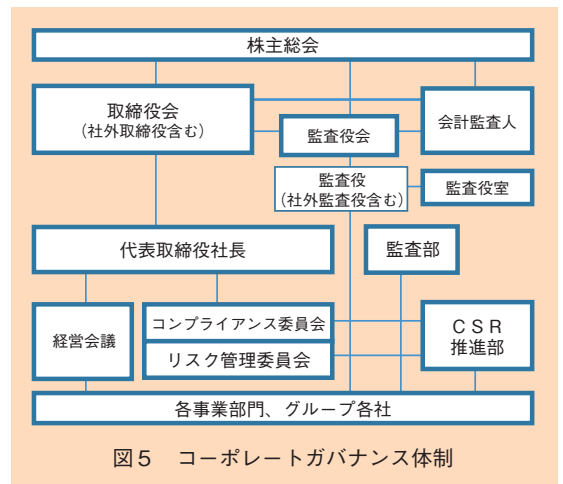 株主総会
取締役会
（社外取締役含む）
監査役会
会計監査人
監査役
（社外監査役含む）
監査役室
代表取締役社長
監査部
経営会議
コンプライアンス委員会
リスク管理委員会
ＣＳＲ
推進部
各事業部門、グループ各社
図５　コーポレートガバナンス体制